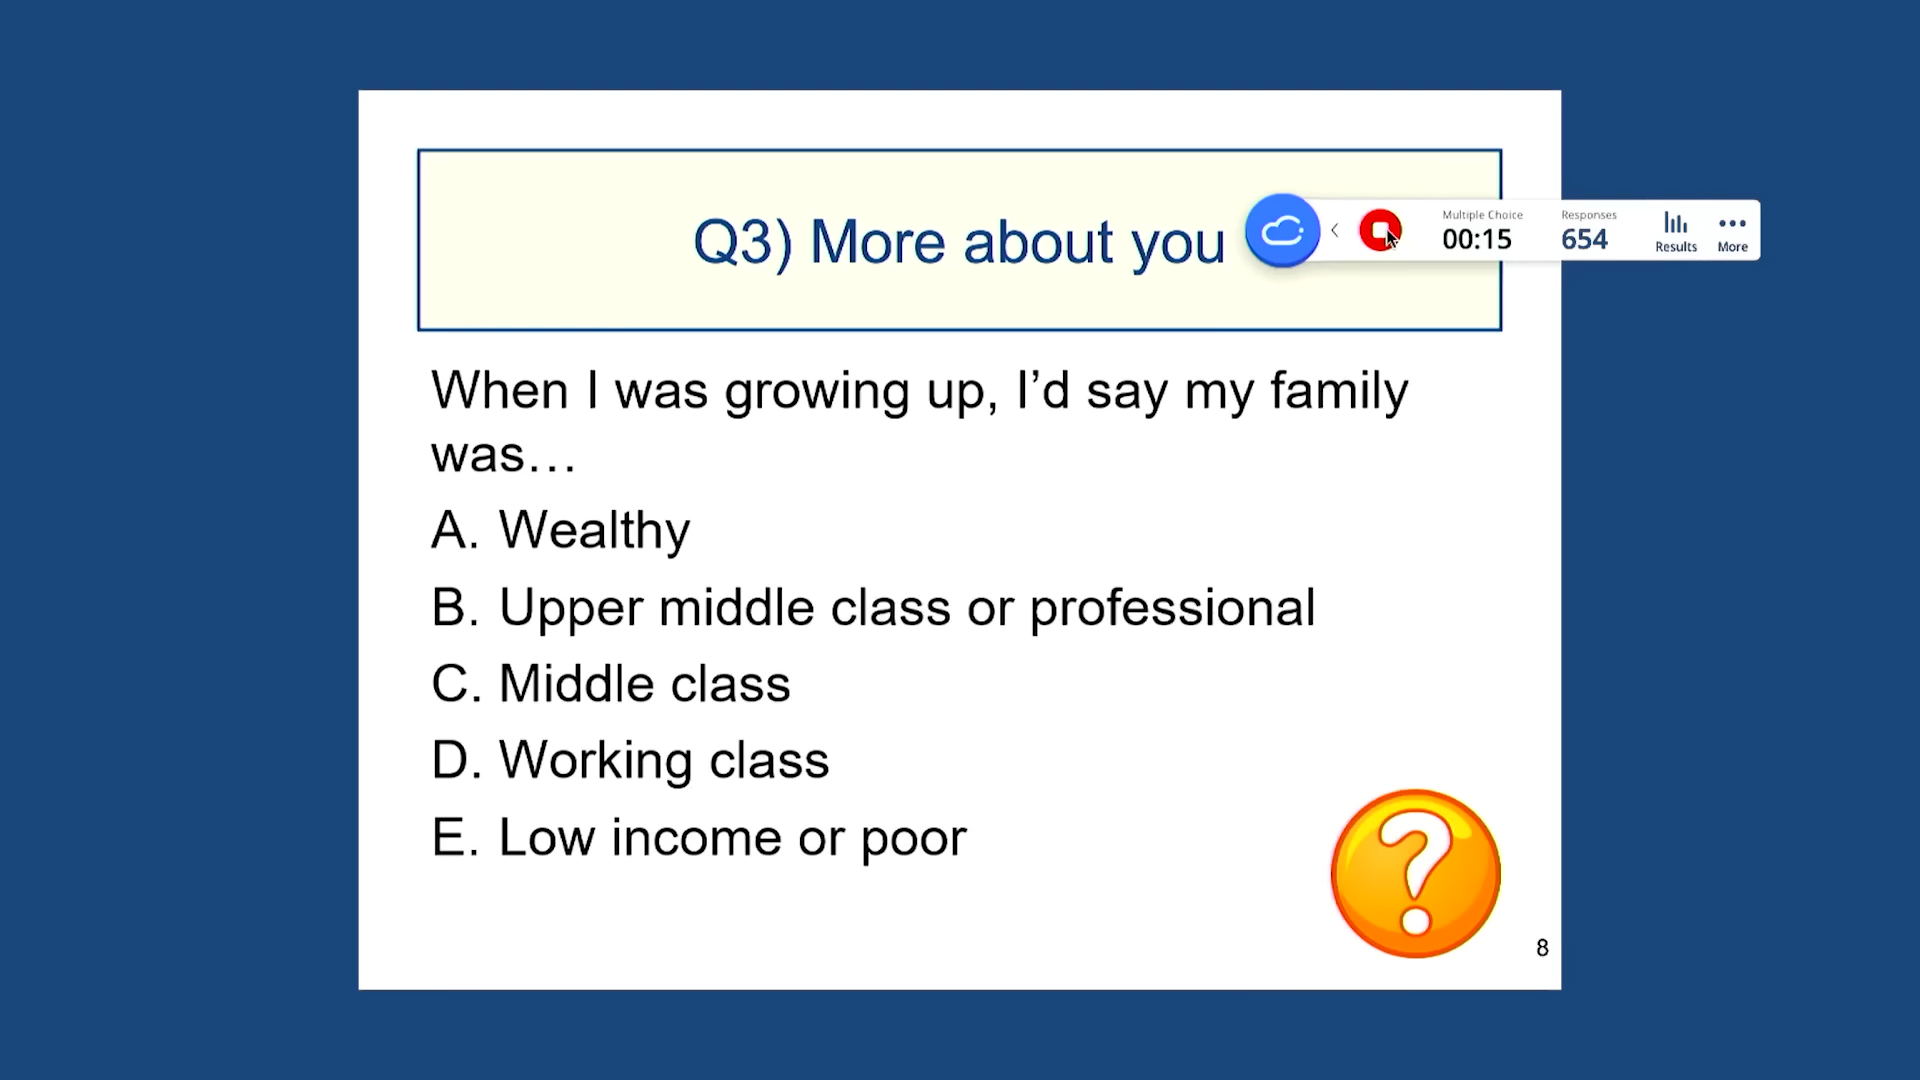 Q3) More about you
Multiple Choice
00:15
Responses
654
Results
More
When I was growing up, I’d say my family
was…
A. Wealthy
B. Upper middle class or professional
C. Middle class
D. Working class
E. Low income or poor
8